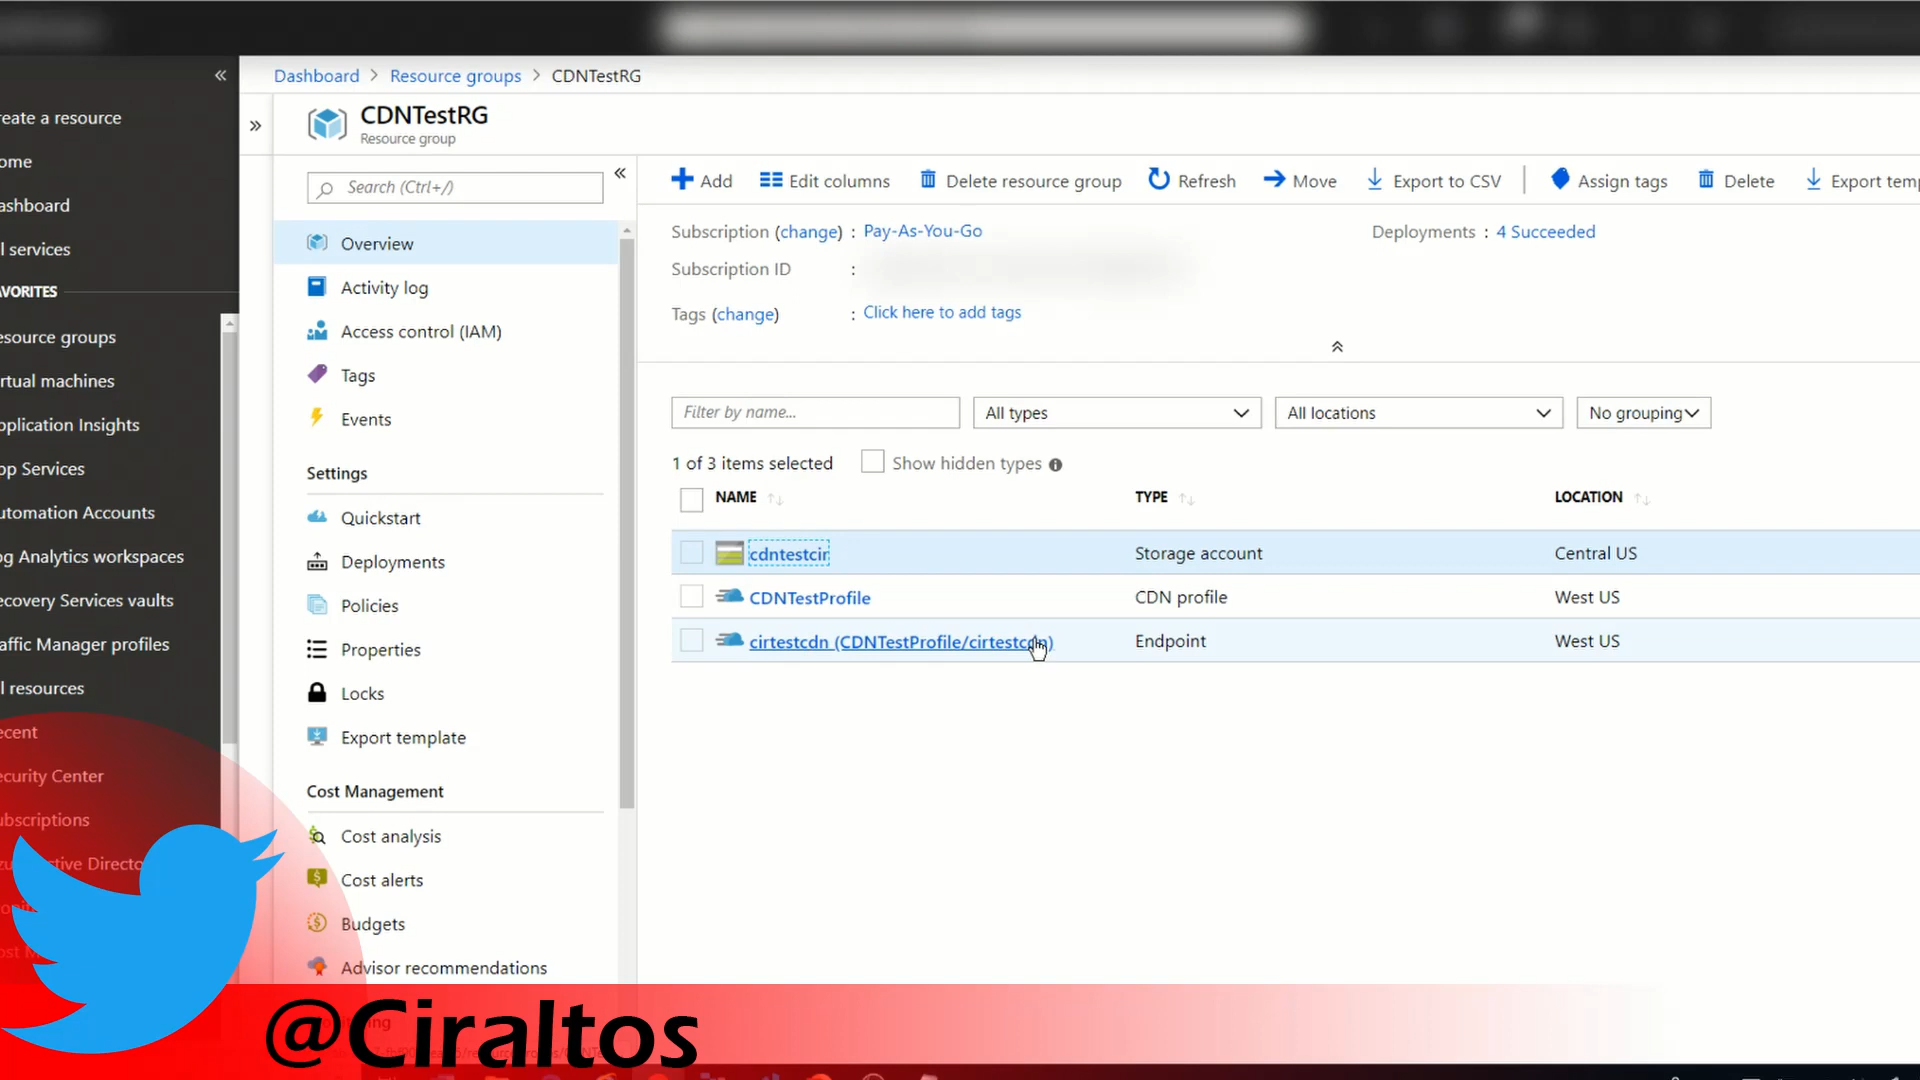 Dashboard > Resource groups > CDNTestRG
CDNTestRG
Resource group
reate a resource
ome
ashboard
l services
AVORITES
esource groups
rtual machines
pplication Insights
pp Services
utomation Accounts
og Analytics workspaces
ecovery Services vaults
affic Manager profiles
l resources
ecent
ecurity Center
ubscriptions
Search (Ctrl+/)
Overview
Activity log
Access control (IAM)
Tags
Events
Settings
Quickstart
Deployments
Policies
Properties
Locks
Export template
Cost Management
Cost analysis
Cost alerts
Budgets
Advisor recommendations
Add Edit columns Delete resource group Refresh Move Export to CSV Assign tags Delete Export temp
Subscription (change) : Pay-As-You-Go Deployments : 4 Succeeded
Subscription ID :
Tags (change) : Click here to add tags
Filter by name... All types All locations No grouping
1 of 3 items selected Show hidden types
NAME TYPE LOCATION
cdntestcir Storage account Central US
CDNTestProfile CDN profile West US
cirtestcdn (CDNTestProfile/cirtestcdn) Endpoint West US
@Ciraltos